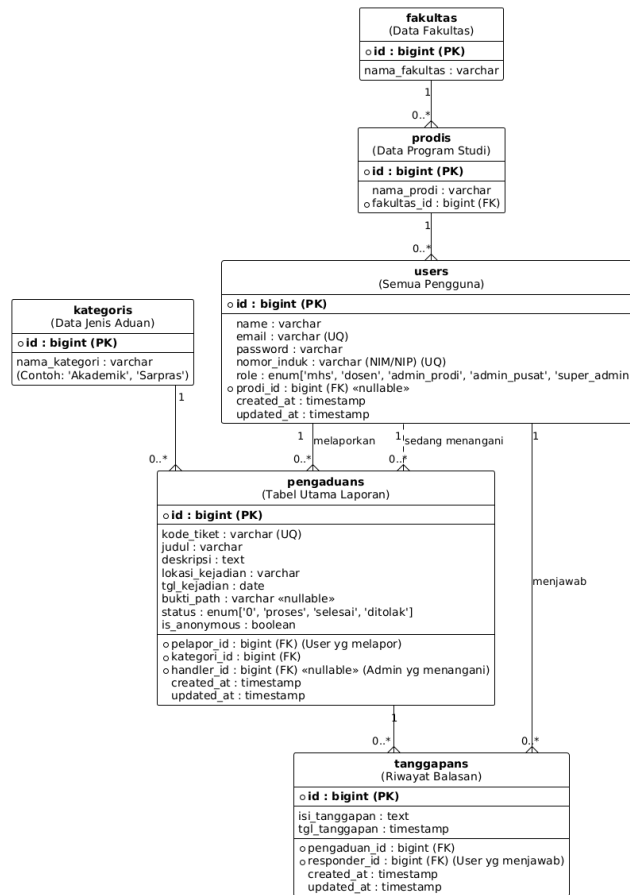 fakultas
(Data Fakultas)
id : bigint (PK)
nama_fakultas : varchar
1
0..*
prodis
(Data Program Studi)
id : bigint (PK)
nama_prodi : varchar
fakultas_id : bigint (FK)
1
0..*
users
(Semua Pengguna)
id : bigint (PK)
name : varchar
email : varchar (UQ)
password : varchar
pomor_induk : varchar (NIM/NIP) (UQ)
role : enum['mhs', 'dosen', 'admin_prodi', 'admin_pusat', 'super_admin
prodi_id : bigint (FK) «nullable»
created_at : timestamp
updated_at : timestamp
kategoris
(Data Jenis Aduan)
id : bigint (PK)
nama_kategori : varchar
(Contoh: 'Akademik', 'Sarpras')
1
0..*
1
melaporkan
0..*
1
sedang menangani
0..*
1
menjawab
0..*
pengaduans
(Tabel Utama Laporan)
id : bigint (PK)
kode_tiket : varchar (UQ)
judul : varchar
deskripsi : text
lokasi_kejadian : varchar
tgl_kejadian : date
bukti_path : varchar «nullable»
status : enum['0', 'proses', 'selesai', 'ditolak']
is_anonymous : boolean
pelapor_id : bigint (FK) (User yg melapor)
kategori_id : bigint (FK)
handler_id : bigint (FK) «nullable» (Admin yg menangani)
created_at : timestamp
updated_at : timestamp
1
0..*
tanggapans
(Riwayat Balasan)
id : bigint (PK)
isi_tanggapan : text
tgl_tanggapan : timestamp
pengaduan_id : bigint (FK)
responder_id : bigint (FK) (User yg menjawab)
created_at : timestamp
updated_at : timestamp